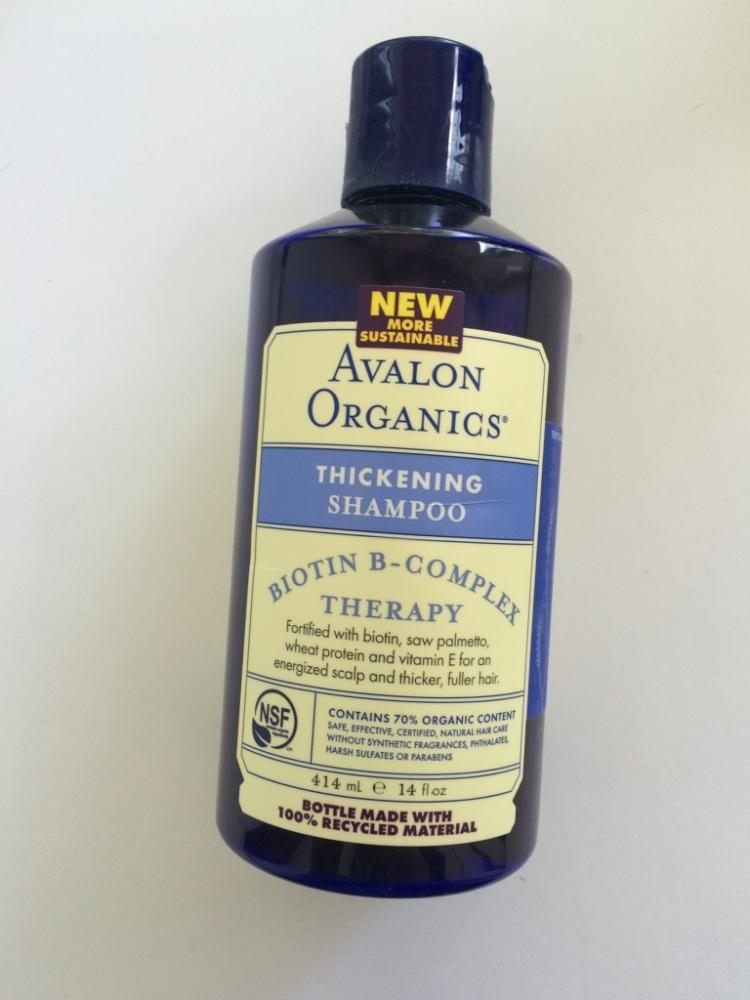 NEW
MORE
SUSTAINABLE
AVALON
ORGANICS®
THICKENING
SHAMPOO
BIOTIN B-COMPLEX
THERAPY
Fortified with biotin, saw palmetto,
wheat protein and vitamin E for an
energized scalp and thicker, fuller hair.
NSF
CONTAINS 70% ORGANIC CONTENT
SAFE, EFFECTIVE, CERTIFIED, NATURAL HAIR CARE
WITHOUT SYNTHETIC FRAGRANCES, PHTHALATES,
HARSH SULFATES OR PARABENS
414 mL ℮ 14 fl oz
BOTTLE MADE WITH
100% RECYCLED MATERIAL